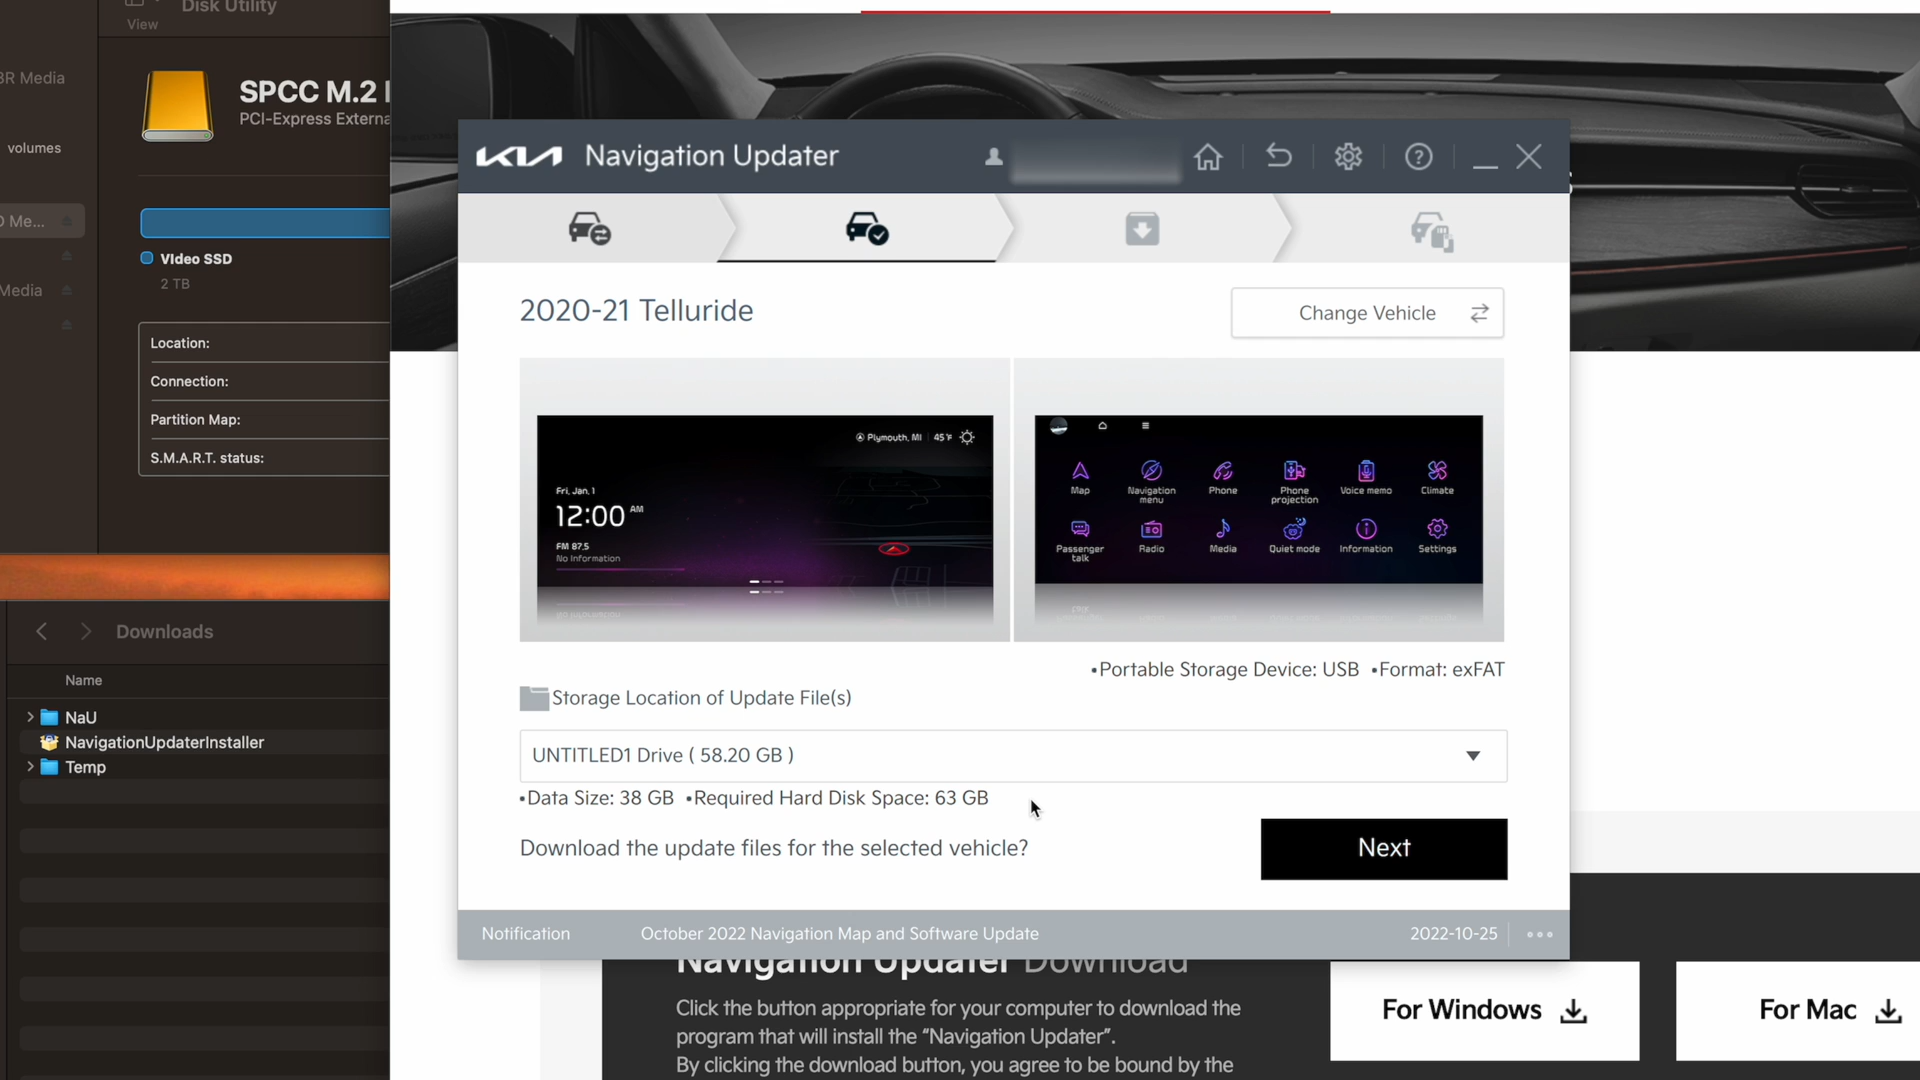 Disk Utility
View
BR Media
SPCC M.2
PCI-Express Externa
volumes
D Me...
VIdeo SSD
2 TB
Media
Location:
Connection:
Partition Map:
S.M.A.R.T. status:
Downloads
Name
NaU
NavigationUpdaterInstaller
Temp
KIA Navigation Updater
2020-21 Telluride
Change Vehicle
Plymouth, MI 45°F
Fri, Jan. 1
12:00 AM
FM 87.5
No Information
Map
Navigation menu
Phone
Phone projection
Voice memo
Climate
Passenger talk
Radio
Media
Quiet mode
Information
Settings
•Portable Storage Device: USB •Format: exFAT
Storage Location of Update File(s)
UNTITLED1 Drive ( 58.20 GB )
•Data Size: 38 GB •Required Hard Disk Space: 63 GB
Download the update files for the selected vehicle?
Next
Notification October 2022 Navigation Map and Software Update 2022-10-25
Navigation Updater Download
Click the button appropriate for your computer to download the
program that will install the “Navigation Updater”.
By clicking the download button, you agree to be bound by the
For Windows
For Mac